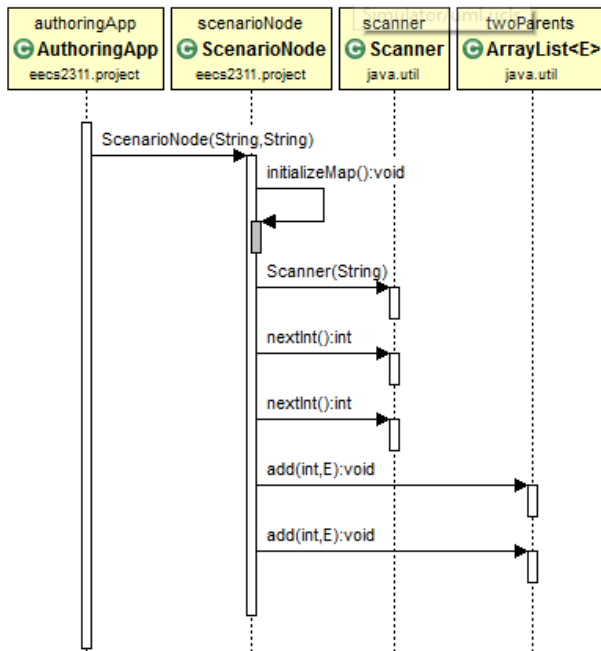 authoringApp
C AuthoringApp
eecs2311.project
scenarioNode
C ScenarioNode
eecs2311.project
scanner
C Scanner
java.util
twoParents
C ArrayList<E>
java.util
ScenarioNode(String,String)
initializeMap():void
Scanner(String)
nextInt():int
nextInt():int
add(int,E):void
add(int,E):void